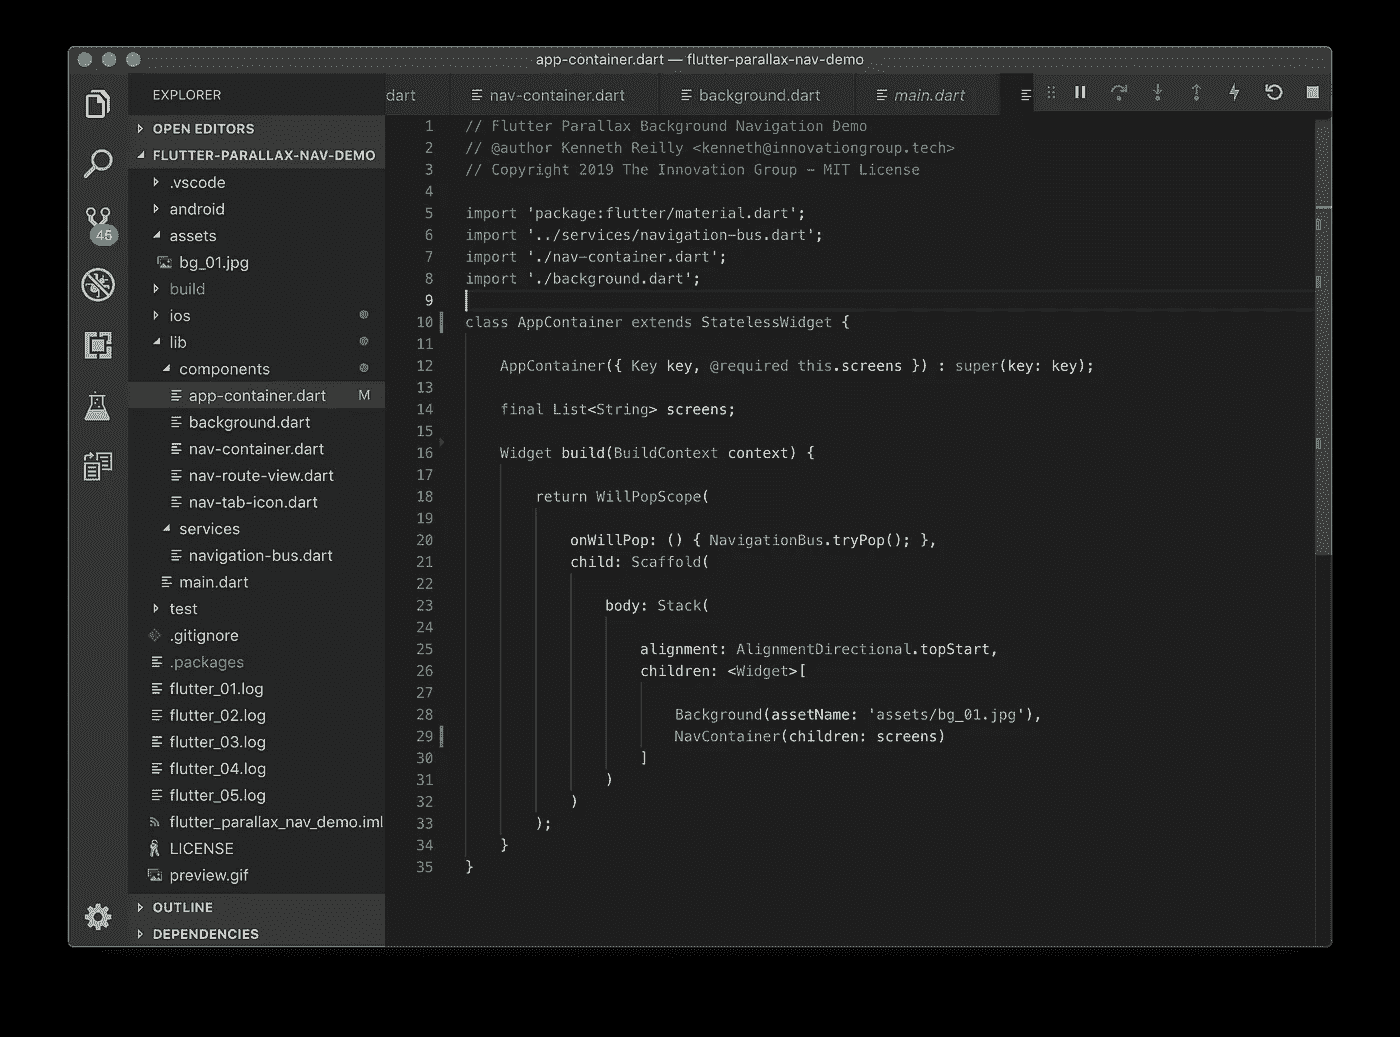 app-container.dart — flutter-parallax-nav-demo
EXPLORER
dart
nav-container.dart
background.dart
main.dart
OPEN EDITORS
FLUTTER-PARALLAX-NAV-DEMO
.vscode
android
45
assets
bg_01.jpg
build
ios
lib
components
app-container.dart M
background.dart
nav-container.dart
nav-route-view.dart
nav-tab-icon.dart
services
navigation-bus.dart
main.dart
test
.gitignore
.packages
flutter_01.log
flutter_02.log
flutter_03.log
flutter_04.log
flutter_05.log
flutter_parallax_nav_demo.iml
LICENSE
preview.gif
OUTLINE
DEPENDENCIES
1 // Flutter Parallax Background Navigation Demo
2 // @author Kenneth Reilly <kenneth@innovationgroup.tech>
3 // Copyright 2019 The Innovation Group - MIT License
4
5 import 'package:flutter/material.dart';
6 import '../services/navigation-bus.dart';
7 import './nav-container.dart';
8 import './background.dart';
9
10 class AppContainer extends StatelessWidget {
11
12 AppContainer({ Key key, @required this.screens }) : super(key: key);
13
14 final List<String> screens;
15
16 Widget build(BuildContext context) {
17
18 return WillPopScope(
19
20 onWillPop: () { NavigationBus.tryPop(); },
21 child: Scaffold(
22
23 body: Stack(
24
25 alignment: AlignmentDirectional.topStart,
26 children: <Widget>[
27
28 Background(assetName: 'assets/bg_01.jpg'),
29 NavContainer(children: screens)
30 ]
31 )
32 )
33 );
34 }
35 }